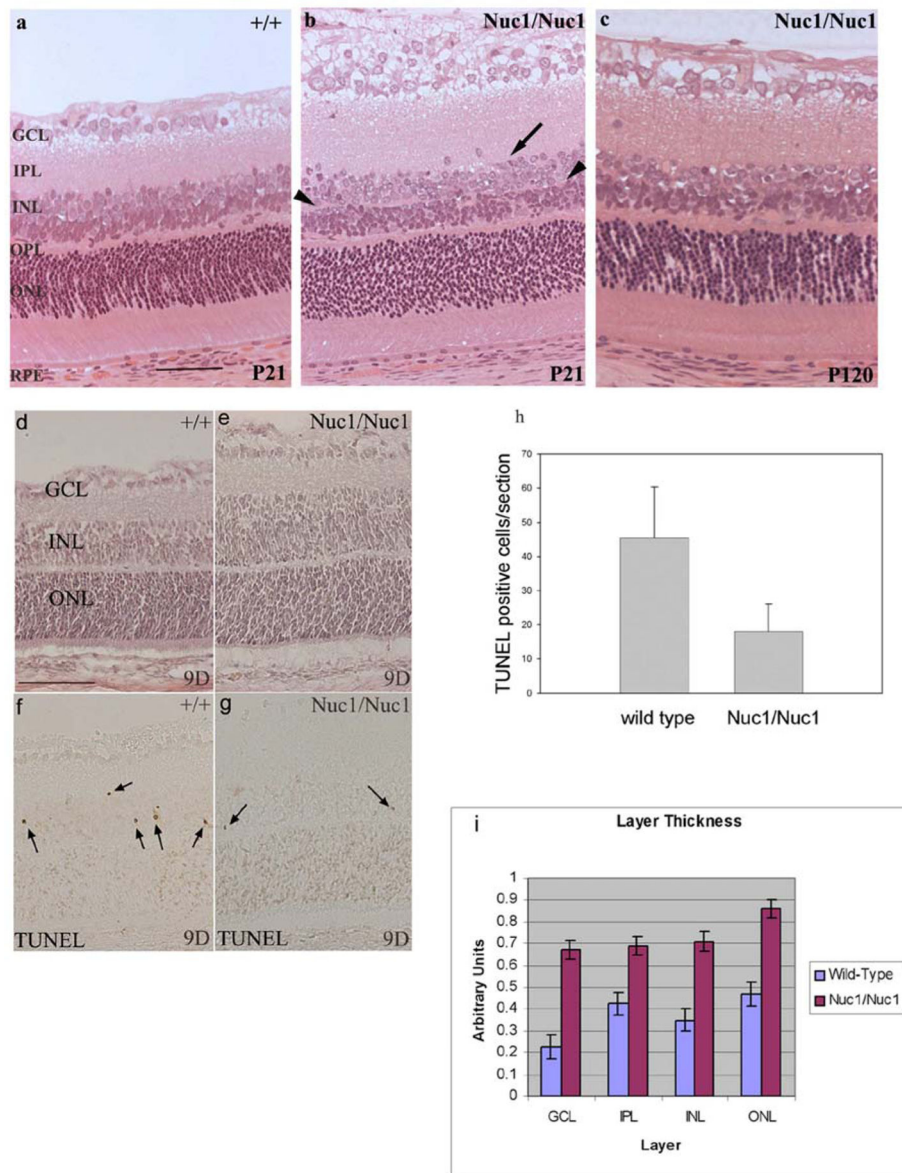 a
+/+
GCL
IPL
INL
OPL
ONL
RPE
P21
b
Nuc1/Nuc1
P21
c
Nuc1/Nuc1
P120
d
+/+
GCL
INL
ONL
9D
e
Nuc1/Nuc1
9D
f
+/+
TUNEL
9D
g
Nuc1/Nuc1
TUNEL
9D
h
TUNEL positive cells/section
70
60
50
40
30
20
10
0
wild type
Nuc1/Nuc1
i
Layer Thickness
Arbitrary Units
1
0.9
0.8
0.7
0.6
0.5
0.4
0.3
0.2
0.1
0
GCL
IPL
INL
ONL
Layer
Wild-Type
Nuc1/Nuc1